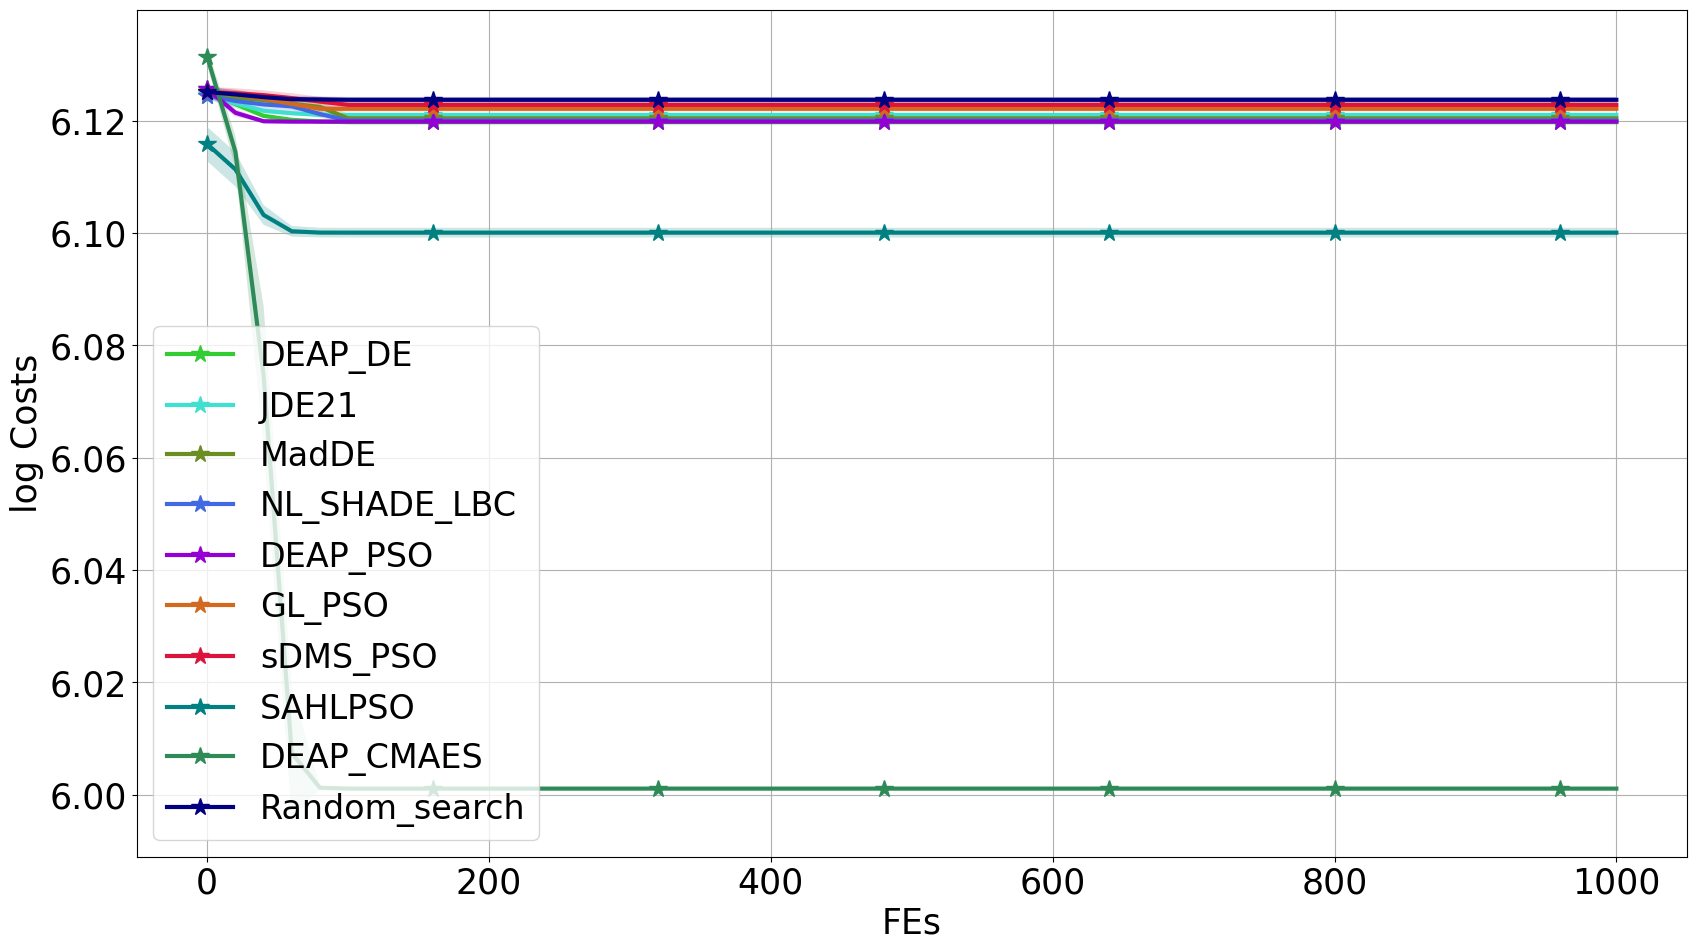 6.12
6.10
6.08
6.06
6.04
6.02
6.00
log Costs
DEAP_DE
JDE21
MadDE
NL_SHADE_LBC
DEAP_PSO
GL_PSO
sDMS_PSO
SAHLPSO
DEAP_CMAES
Random_search
0
200
400
600
800
1000
FEs